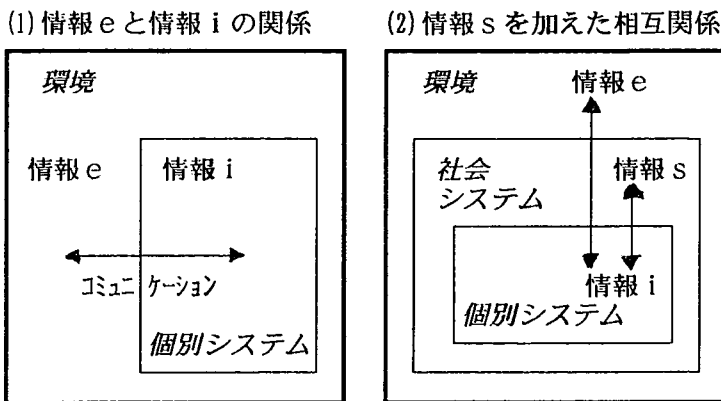 (1) 情報eと情報iの関係
環境
情報e
情報i
コミュニケーション
個別システム
(2) 情報sを加えた相互関係
環境
情報e
社会
システム
情報s
情報i
個別システム